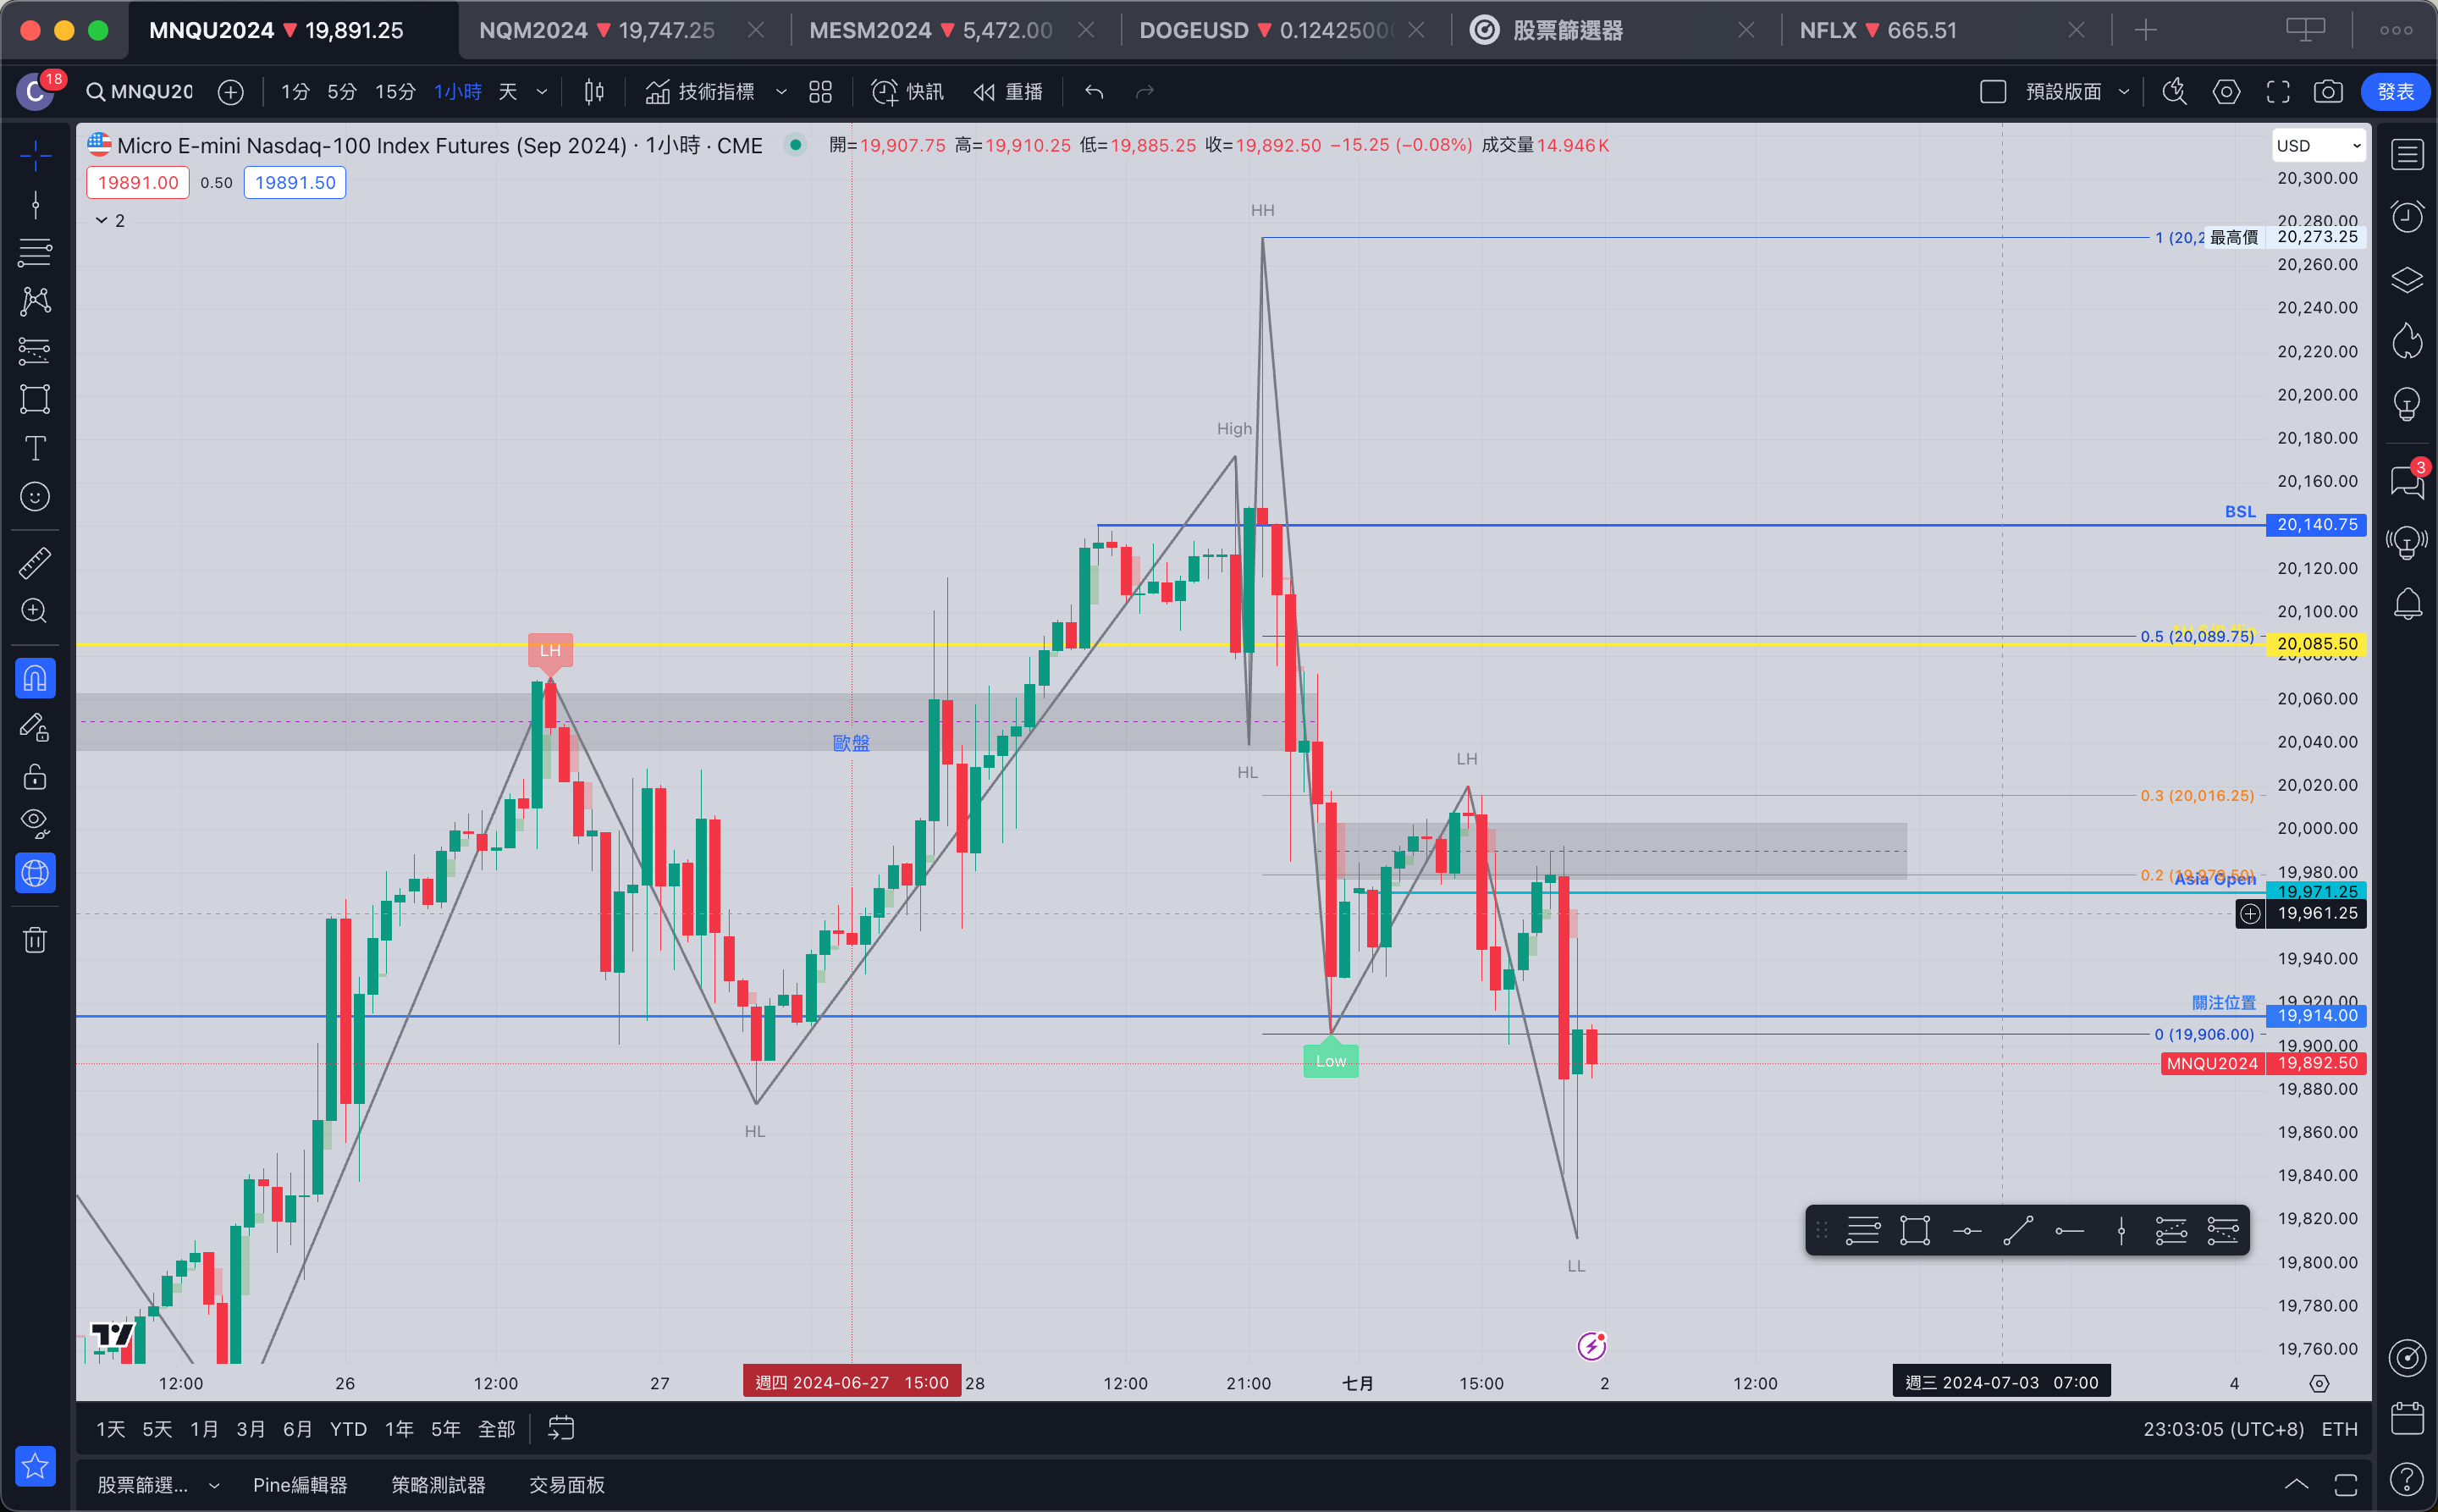 MNQU2024 ▼ 19,891.25
NQM2024 ▼ 19,747.25
MESM2024 ▼ 5,472.00
DOGEUSD ▼ 0.12425000
股票篩選器
NFLX ▼ 665.51
C 18
MNQU20
1分 5分 15分 1小時 天
技術指標
快訊
重播
預設版面
發表
Micro E-mini Nasdaq-100 Index Futures (Sep 2024) · 1小時 · CME
開=19,907.75 高=19,910.25 低=19,885.25 收=19,892.50 −15.25 (−0.08%) 成交量14.946K
USD
19891.00 0.50 19891.50
2
20,300.00
HH
20,280.00
1 (20,2
最高價 20,273.25
20,260.00
20,240.00
20,220.00
20,200.00
High
20,180.00
20,160.00
3
BSL
20,140.75
20,120.00
20,100.00
0.5 (20,089.75)
20,085.50
20,080.00
LH
20,060.00
歐盤
20,040.00
HL
LH
20,020.00
0.3 (20,016.25)
20,000.00
19,980.00
0.2 (19,979.50)
Asia Open
19,971.25
19,961.25
19,940.00
19,920.00
關注位置
19,914.00
0 (19,906.00)
19,900.00
Low
MNQU2024 19,892.50
19,880.00
HL
19,860.00
19,840.00
19,820.00
LL
19,800.00
19,780.00
19,760.00
12:00 26 12:00 27 週四 2024-06-27 15:00 28 12:00 21:00 七月 15:00 2 12:00 週三 2024-07-03 07:00 4
1天 5天 1月 3月 6月 YTD 1年 5年 全部
23:03:05 (UTC+8) ETH
股票篩選... Pine編輯器 策略測試器 交易面板